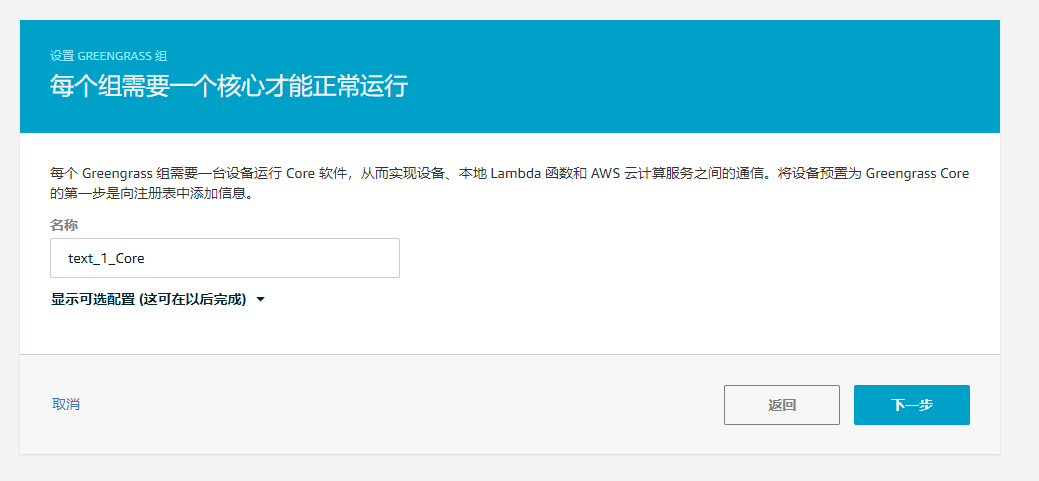 设置 GREENGRASS 组
每个组需要一个核心才能正常运行
每个 Greengrass 组需要一台设备运行 Core 软件，从而实现设备、本地 Lambda 函数和 AWS 云计算服务之间的通信。将设备预置为 Greengrass Core
的第一步是向注册表中添加信息。
名称
text_1_Core
显示可选配置 (这可在以后完成)
取消
返回
下一步